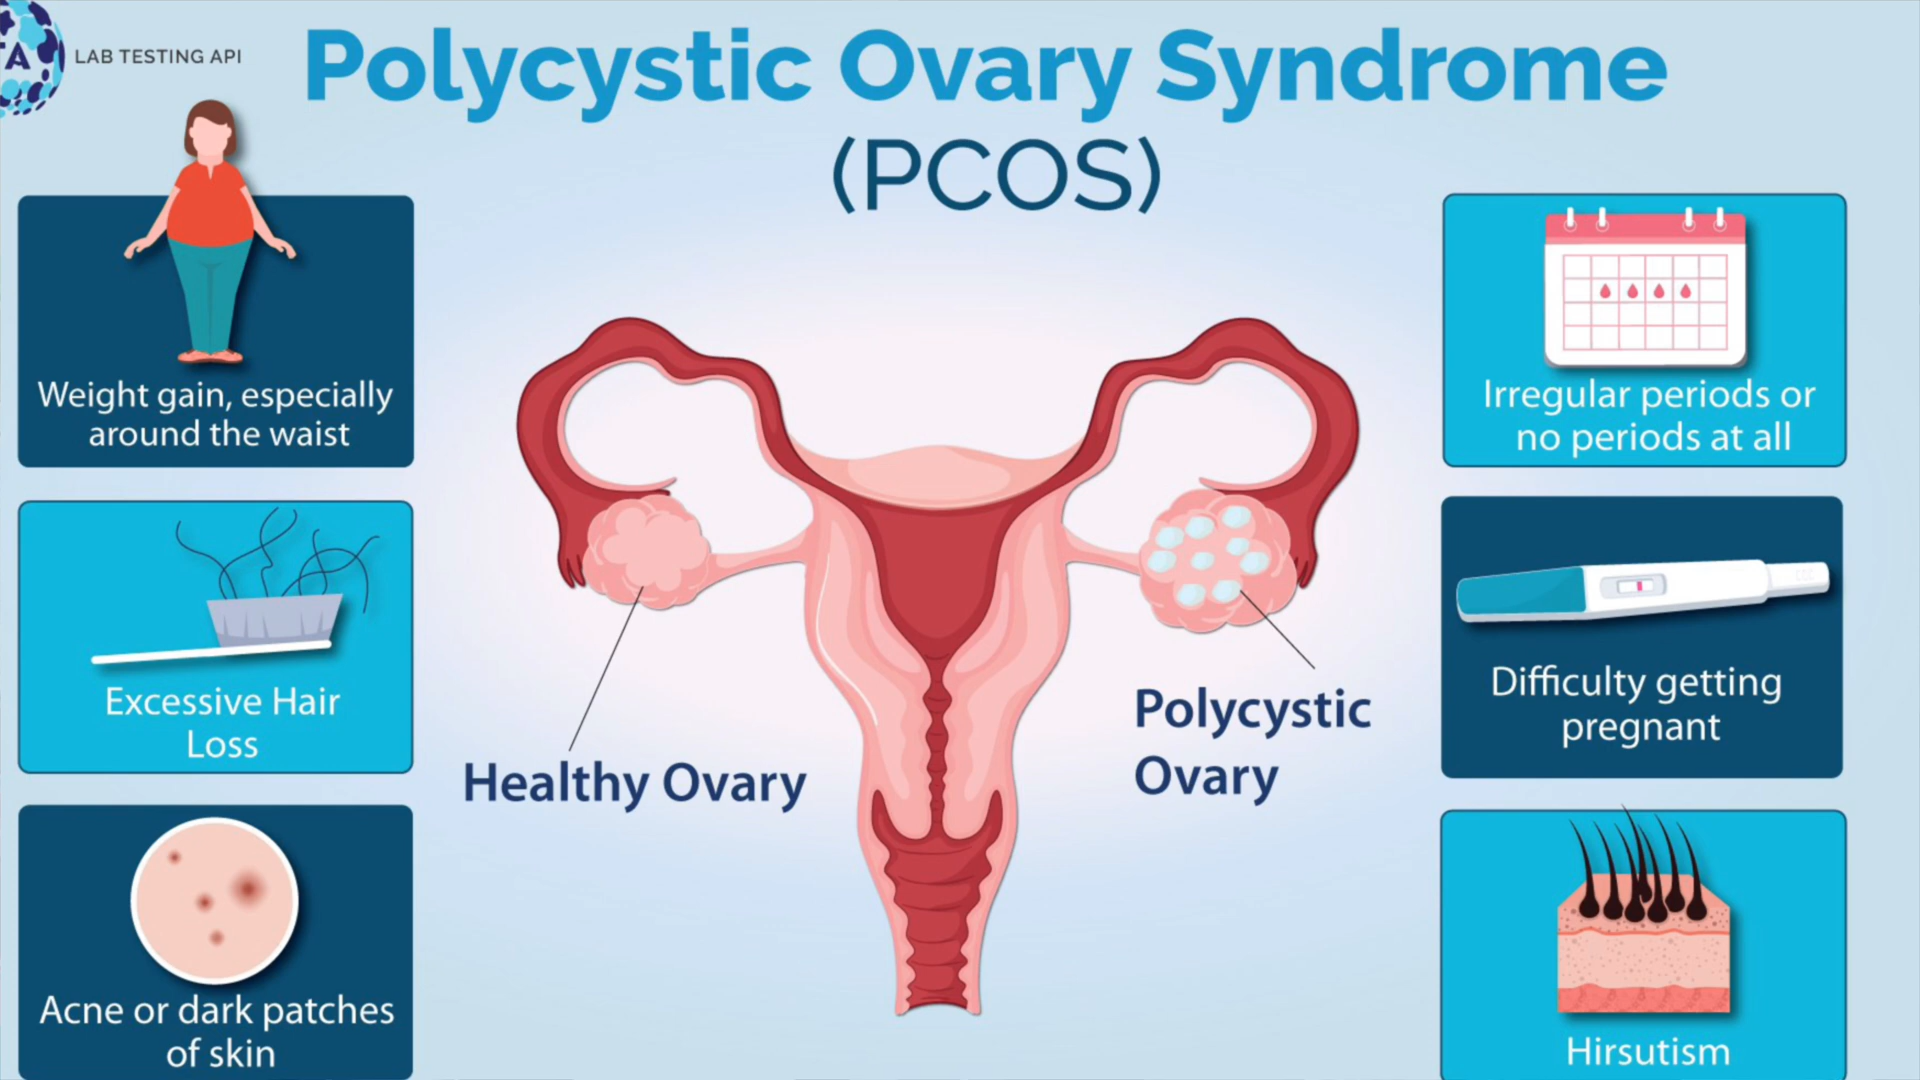 TA
LAB TESTING API
Polycystic Ovary Syndrome
(PCOS)
Weight gain, especially
around the waist
Excessive Hair
Loss
Acne or dark patches
of skin
Healthy Ovary
Polycystic
Ovary
Irregular periods or
no periods at all
Difficulty getting
pregnant
Hirsutism